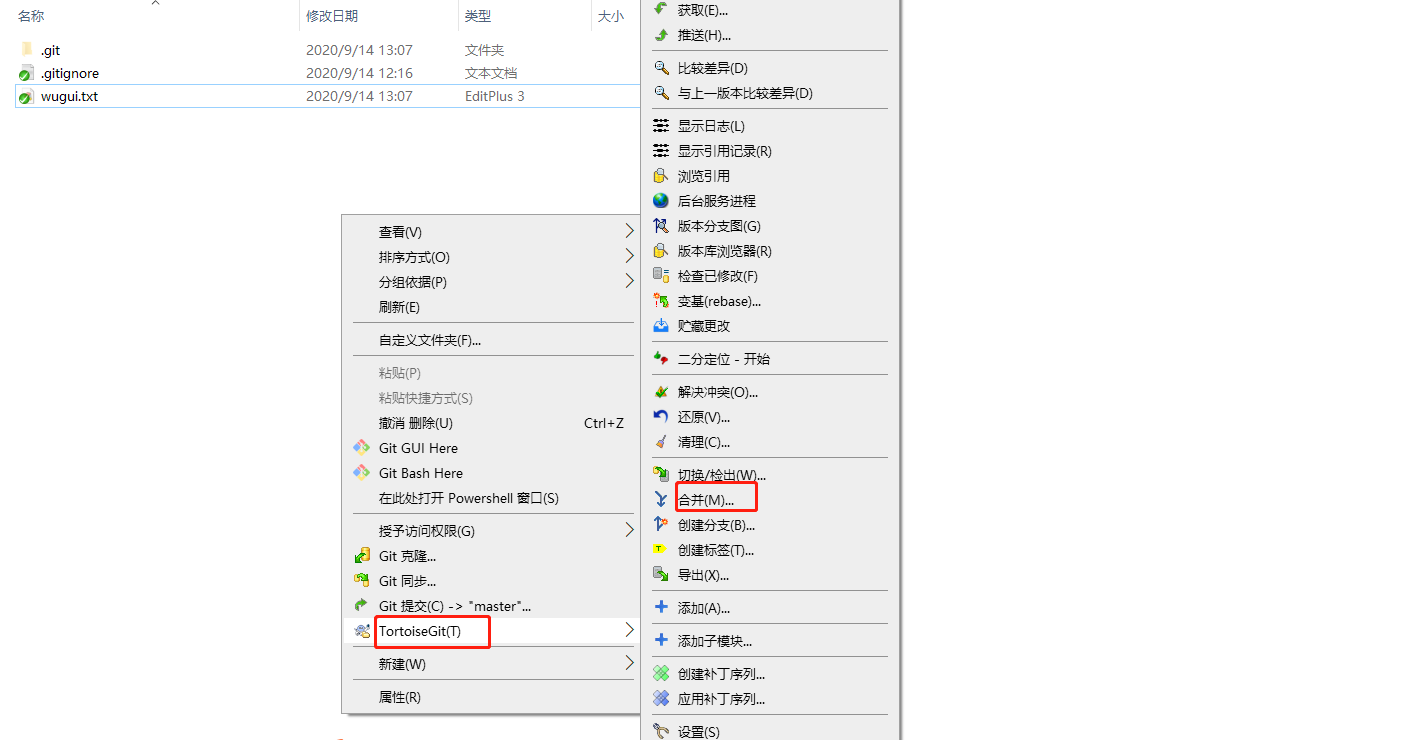 名称 修改日期 类型 大小
.git 2020/9/14 13:07 文件夹
.gitignore 2020/9/14 12:16 文本文档
wugui.txt 2020/9/14 13:07 EditPlus 3
查看(V)
排序方式(O)
分组依据(P)
刷新(E)
自定义文件夹(F)...
粘贴(P)
粘贴快捷方式(S)
撤消 删除(U) Ctrl+Z
Git GUI Here
Git Bash Here
在此处打开 Powershell 窗口(S)
授予访问权限(G)
Git 克隆...
Git 同步...
Git 提交(C) -> "master"...
TortoiseGit(T)
新建(W)
属性(R)
获取(E)...
推送(H)...
比较差异(D)
与上一版本比较差异(D)
显示日志(L)
显示引用记录(R)
浏览引用
后台服务进程
版本分支图(G)
版本库浏览器(R)
检查已修改(F)
变基(rebase)...
贮藏更改
二分定位 - 开始
解决冲突(O)...
还原(V)...
清理(C)...
切换/检出(W)...
合并(M)...
创建分支(B)...
创建标签(T)...
导出(X)...
添加(A)...
添加子模块...
创建补丁序列...
应用补丁序列...
设置(S)